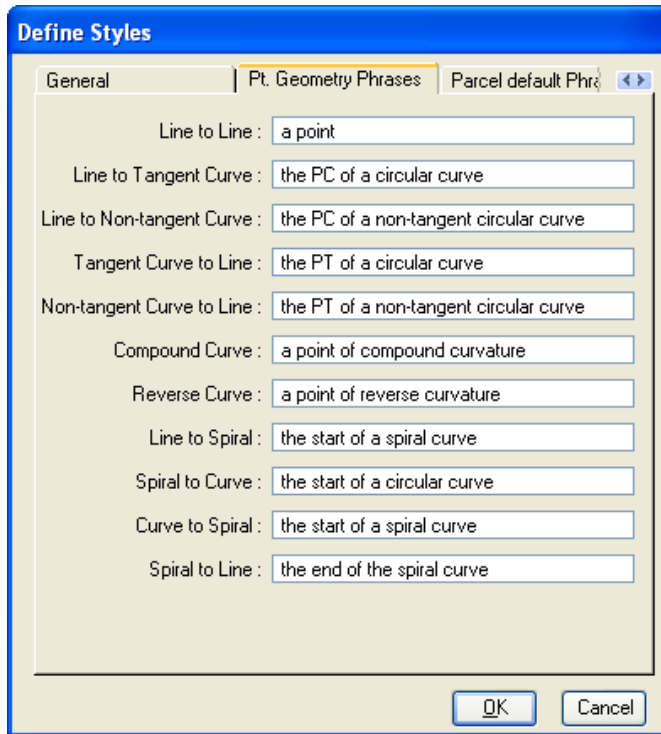 Define Styles
General Pt. Geometry Phrases Parcel default Phra
Line to Line : a point
Line to Tangent Curve : the PC of a circular curve
Line to Non-tangent Curve : the PC of a non-tangent circular curve
Tangent Curve to Line : the PT of a circular curve
Non-tangent Curve to Line : the PT of a non-tangent circular curve
Compound Curve : a point of compound curvature
Reverse Curve : a point of reverse curvature
Line to Spiral : the start of a spiral curve
Spiral to Curve : the start of a circular curve
Curve to Spiral : the start of a spiral curve
Spiral to Line : the end of the spiral curve
OK Cancel